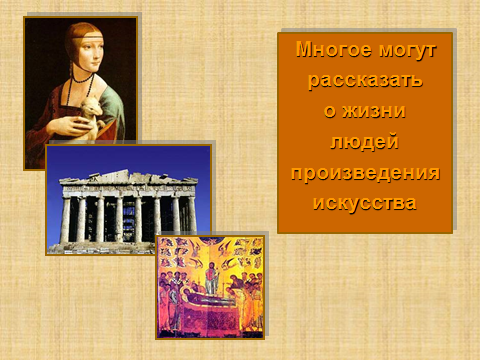 Многое могут
рассказать
о жизни
людей
произведения
искусства